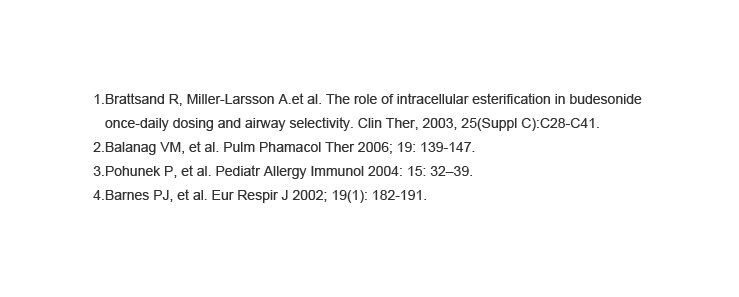 1.Brattsand R, Miller-Larsson A.et al. The role of intracellular esterification in budesonide
once-daily dosing and airway selectivity. Clin Ther, 2003, 25(Suppl C):C28-C41.
2.Balanag VM, et al. Pulm Phamacol Ther 2006; 19: 139-147.
3.Pohunek P, et al. Pediatr Allergy Immunol 2004: 15: 32–39.
4.Barnes PJ, et al. Eur Respir J 2002; 19(1): 182-191.